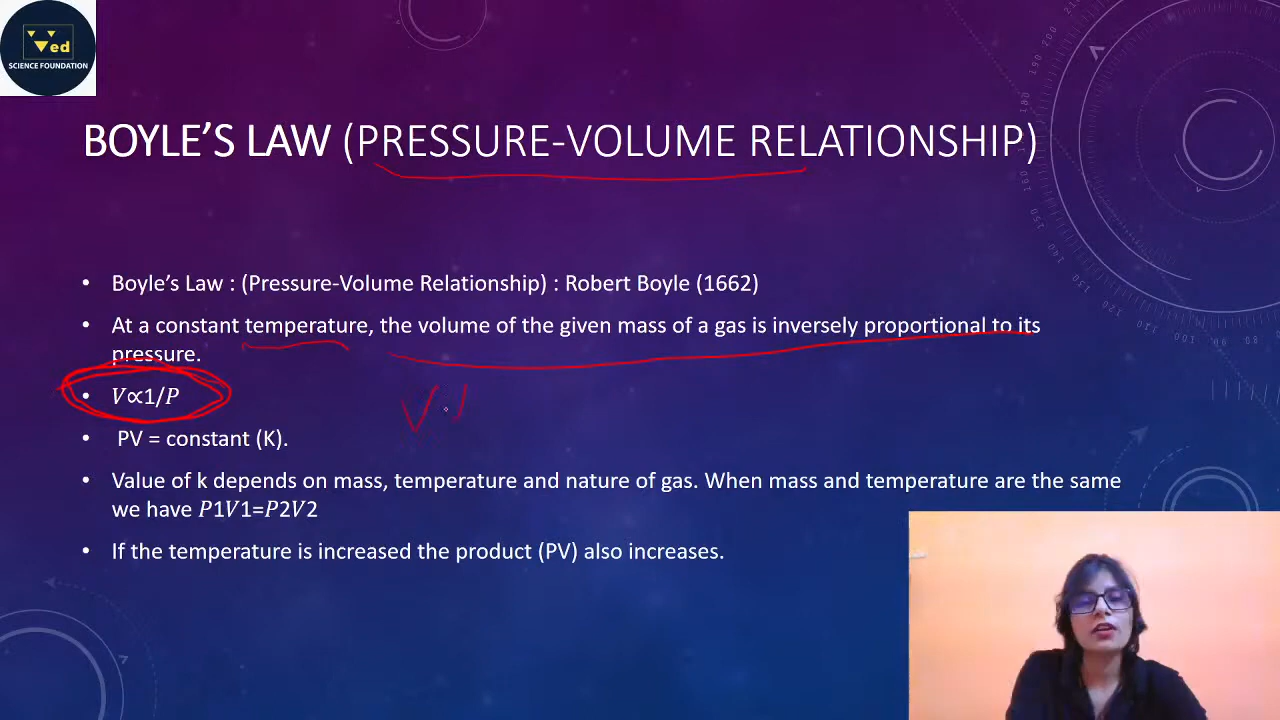 ed
SCIENCE FOUNDATION
BOYLE’S LAW (PRESSURE-VOLUME RELATIONSHIP)
• Boyle’s Law : (Pressure-Volume Relationship) : Robert Boyle (1662)
• At a constant temperature, the volume of the given mass of a gas is inversely proportional to its
pressure.
• V∝1/P
V
• PV = constant (K).
• Value of k depends on mass, temperature and nature of gas. When mass and temperature are the same
we have P1V1=P2V2
• If the temperature is increased the product (PV) also increases.